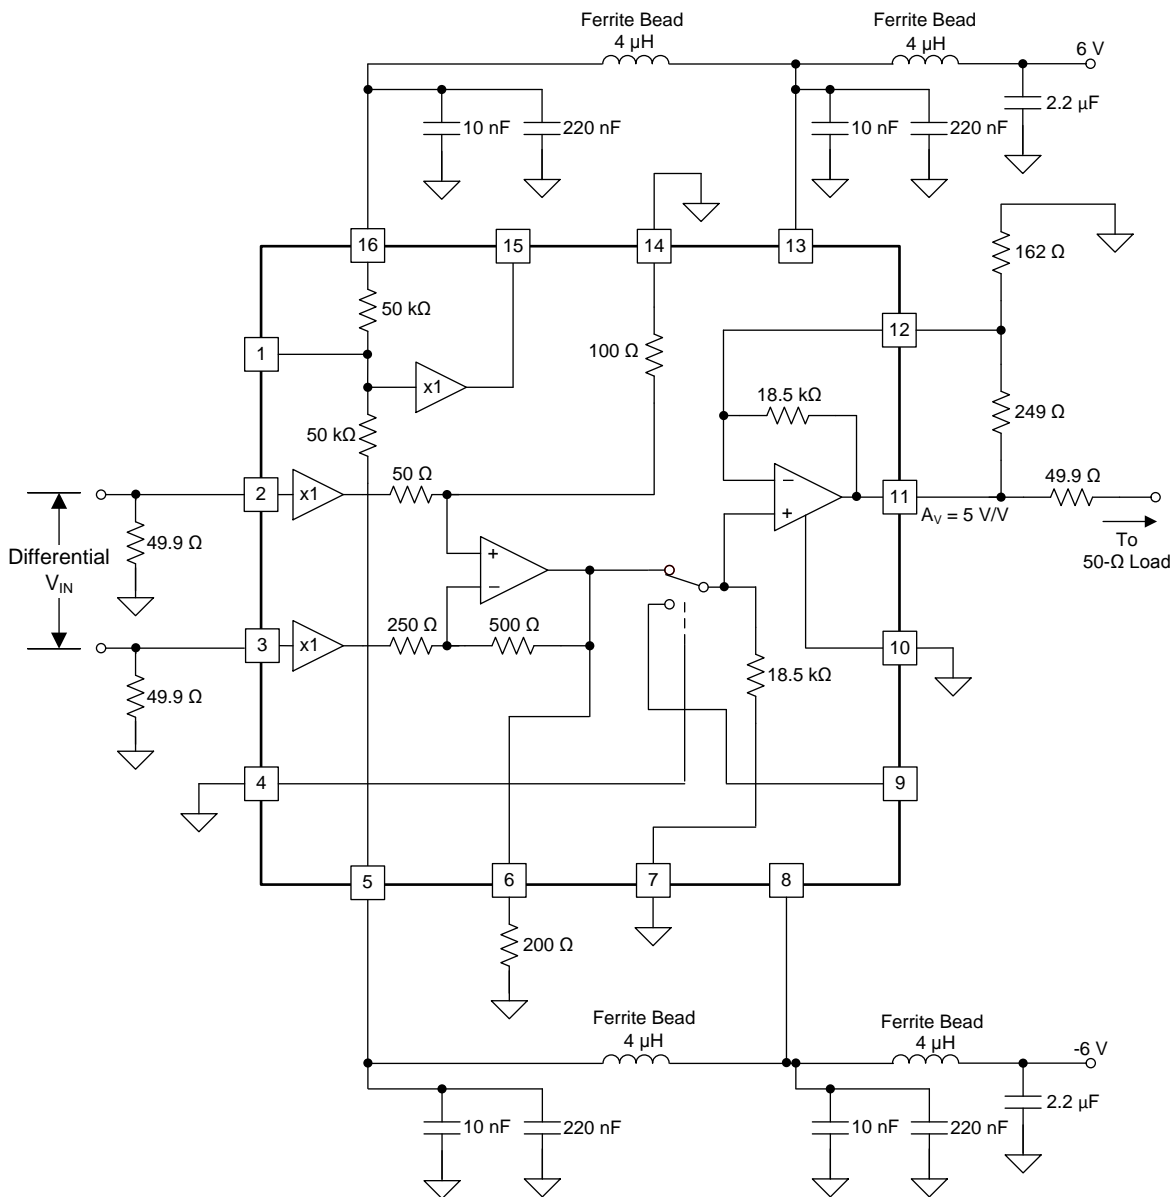 Ferrite Bead
4 µH
Ferrite Bead
4 µH
6 V
2.2 µF
10 nF
220 nF
10 nF
220 nF
16
15
14
13
162 Ω
50 kΩ
12
1
100 Ω
x1
18.5 kΩ
249 Ω
50 kΩ
50 Ω
49.9 Ω
2
x1
−
11
+
A_V = 5 V/V
49.9 Ω
To
50-Ω Load
Differential
V_IN
+
−
250 Ω
500 Ω
3
x1
10
18.5 kΩ
49.9 Ω
4
9
5
6
7
8
200 Ω
Ferrite Bead
4 µH
Ferrite Bead
4 µH
-6 V
2.2 µF
10 nF
220 nF
10 nF
220 nF